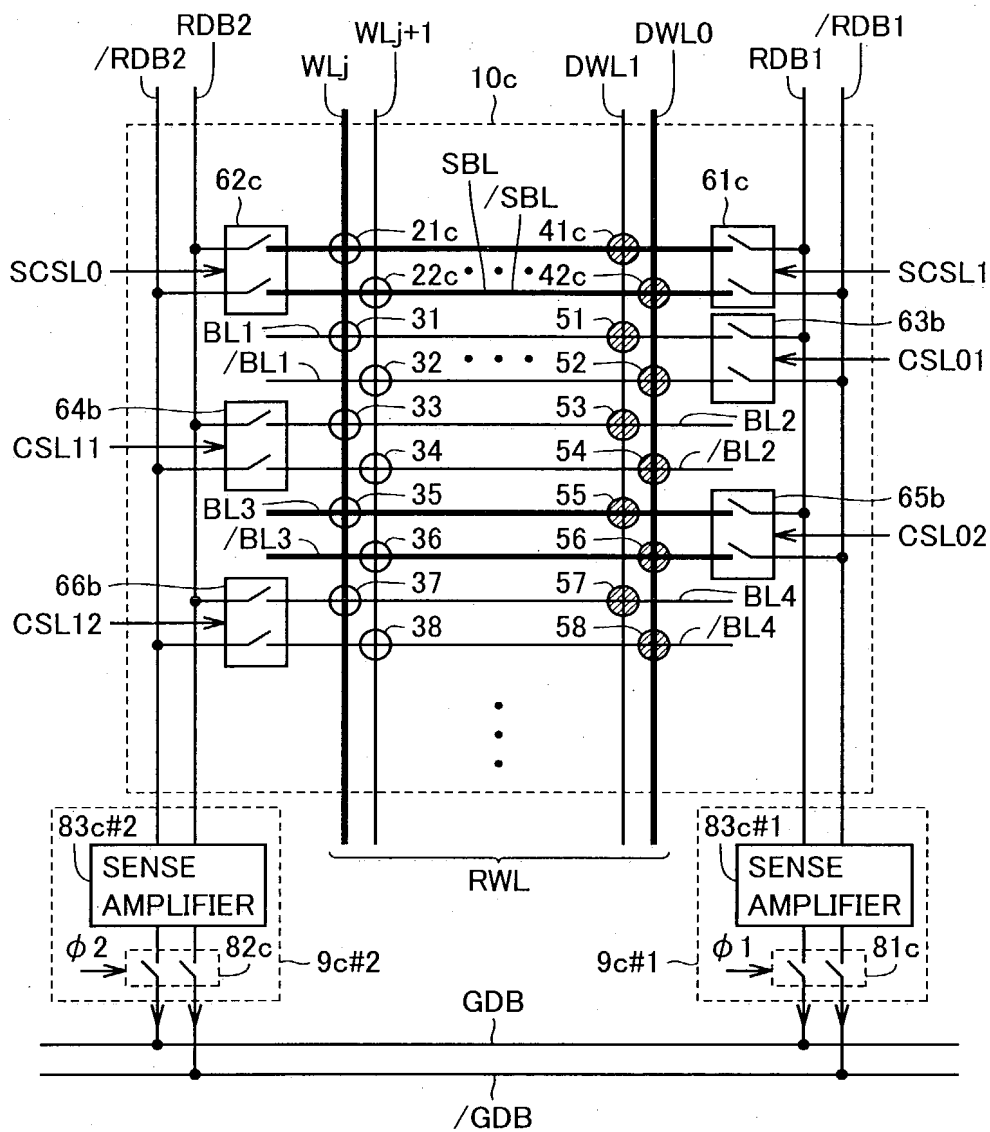 RDB2
/RDB2
WLj+1
WLj
DWL0
DWL1
/RDB1
RDB1
10c
SBL
/SBL
62c
61c
21c
41c
SCSL0
SCSL1
22c
42c
BL1
31
51
63b
/BL1
32
52
CSL01
64b
33
53
BL2
CSL11
34
54
/BL2
BL3
35
55
65b
/BL3
36
56
CSL02
66b
37
57
BL4
CSL12
38
58
/BL4
83c#2
83c#1
SENSE
AMPLIFIER
RWL
SENSE
AMPLIFIER
φ2
82c
9c#2
9c#1
φ1
81c
GDB
/GDB